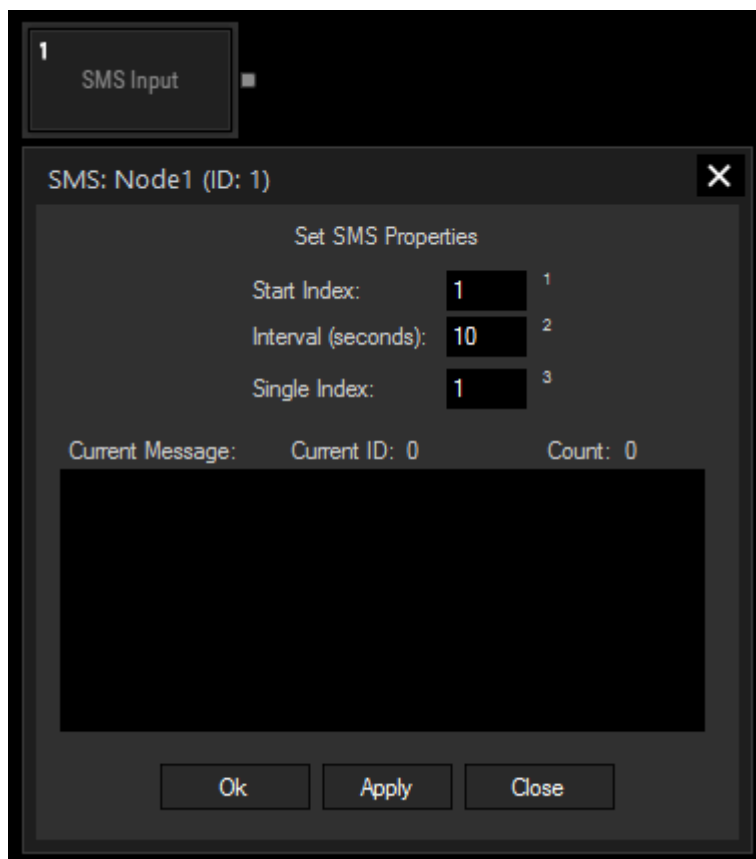 1
SMS Input
SMS: Node1 (ID: 1)
Set SMS Properties
Start Index: 1 1
Interval (seconds): 10 2
Single Index: 1 3
Current Message: Current ID: 0 Count: 0
Ok Apply Close